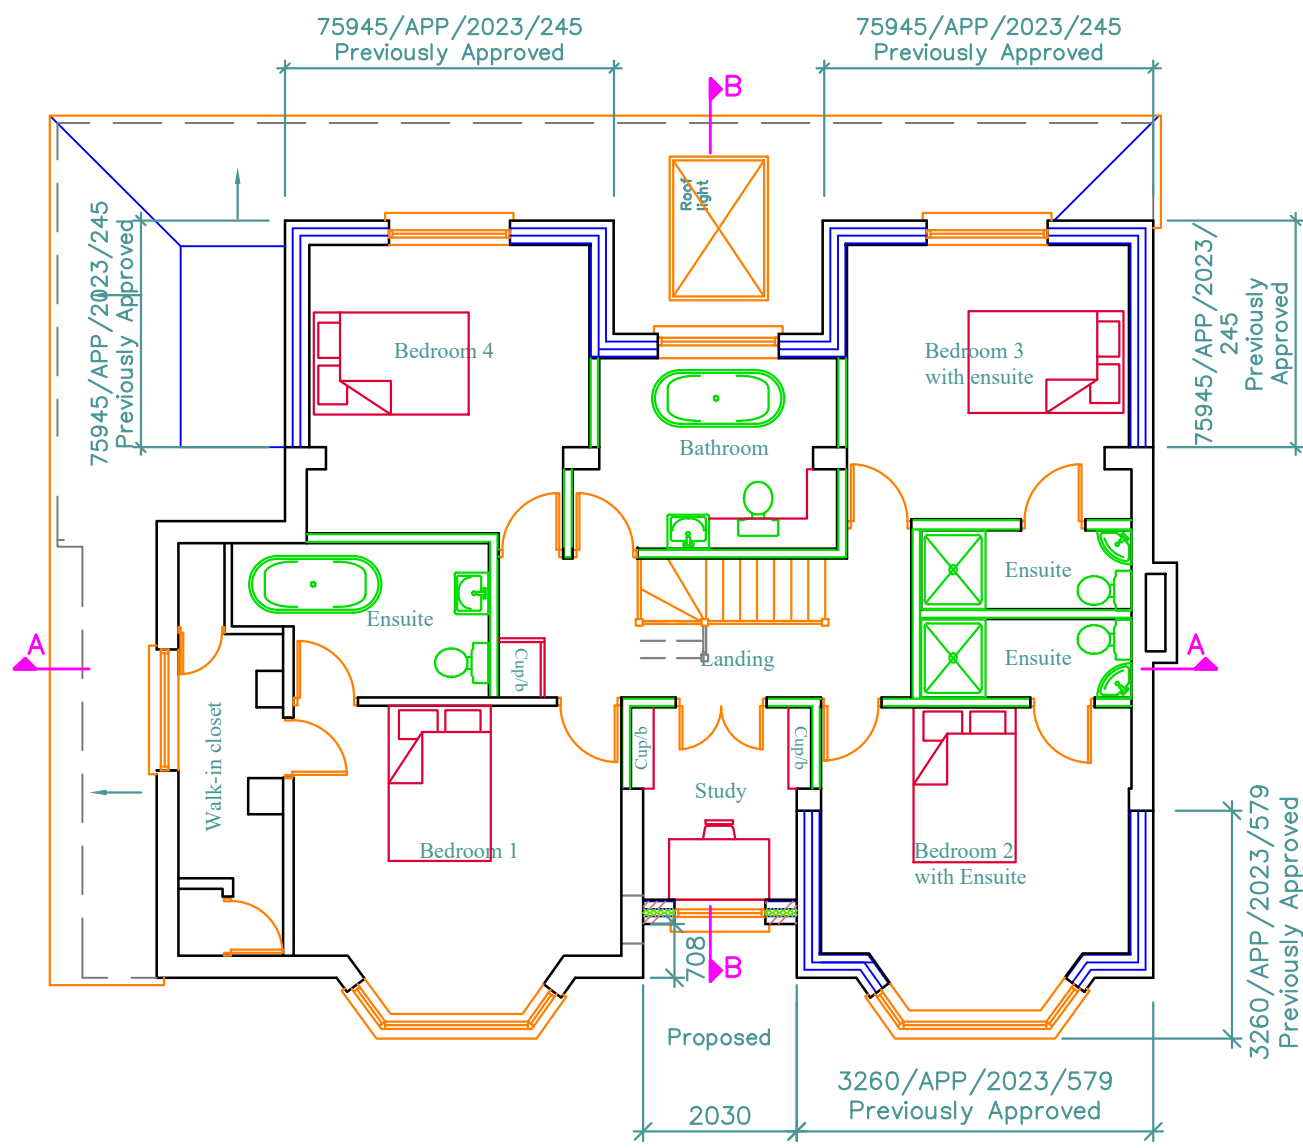 75945/APP/2023/245
Previously Approved
75945/APP/2023/245
Previously Approved
B
Roof
light
75945/APP/2023/245
Previously Approved
75945/APP/2023/
245
Previously
Approved
Bedroom 4
Bedroom 3
with ensuite
Bathroom
Ensuite
Ensuite
A
Cup/b
Landing
Ensuite
A
Walk-in closet
Cup/b
Cup/b
Study
Bedroom 1
Bedroom 2
with Ensuite
3260/APP/2023/579
Previously Approved
708
B
Proposed
3260/APP/2023/579
Previously Approved
2030